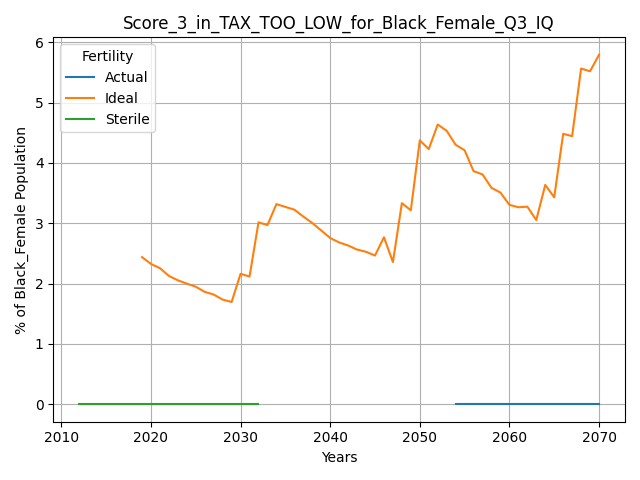 Score_3_in_TAX_TOO_LOW_for_Black_Female_Q3_IQ
Fertility
Actual
Ideal
Sterile
% of Black_Female Population
6
5
4
3
2
1
0
2010 2020 2030 2040 2050 2060 2070
Years